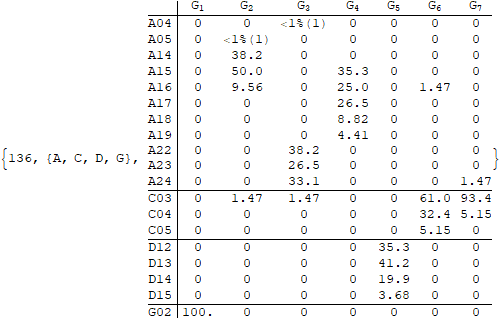 G₁ G₂ G₃ G₄ G₅ G₆ G₇
A04 0 0 <1%(1) 0 0 0 0
A05 0 <1%(1) 0 0 0 0 0
A14 0 38.2 0 0 0 0 0
A15 0 50.0 0 35.3 0 0 0
A16 0 9.56 0 25.0 0 1.47 0
A17 0 0 0 26.5 0 0 0
A18 0 0 0 8.82 0 0 0
A19 0 0 0 4.41 0 0 0
A22 0 0 38.2 0 0 0 0
{136, {A, C, D, G}, A23 0 0 26.5 0 0 0 0 }
A24 0 0 33.1 0 0 0 1.47
C03 0 1.47 1.47 0 0 61.0 93.4
C04 0 0 0 0 0 32.4 5.15
C05 0 0 0 0 0 5.15 0
D12 0 0 0 0 35.3 0 0
D13 0 0 0 0 41.2 0 0
D14 0 0 0 0 19.9 0 0
D15 0 0 0 0 3.68 0 0
G02 100. 0 0 0 0 0 0